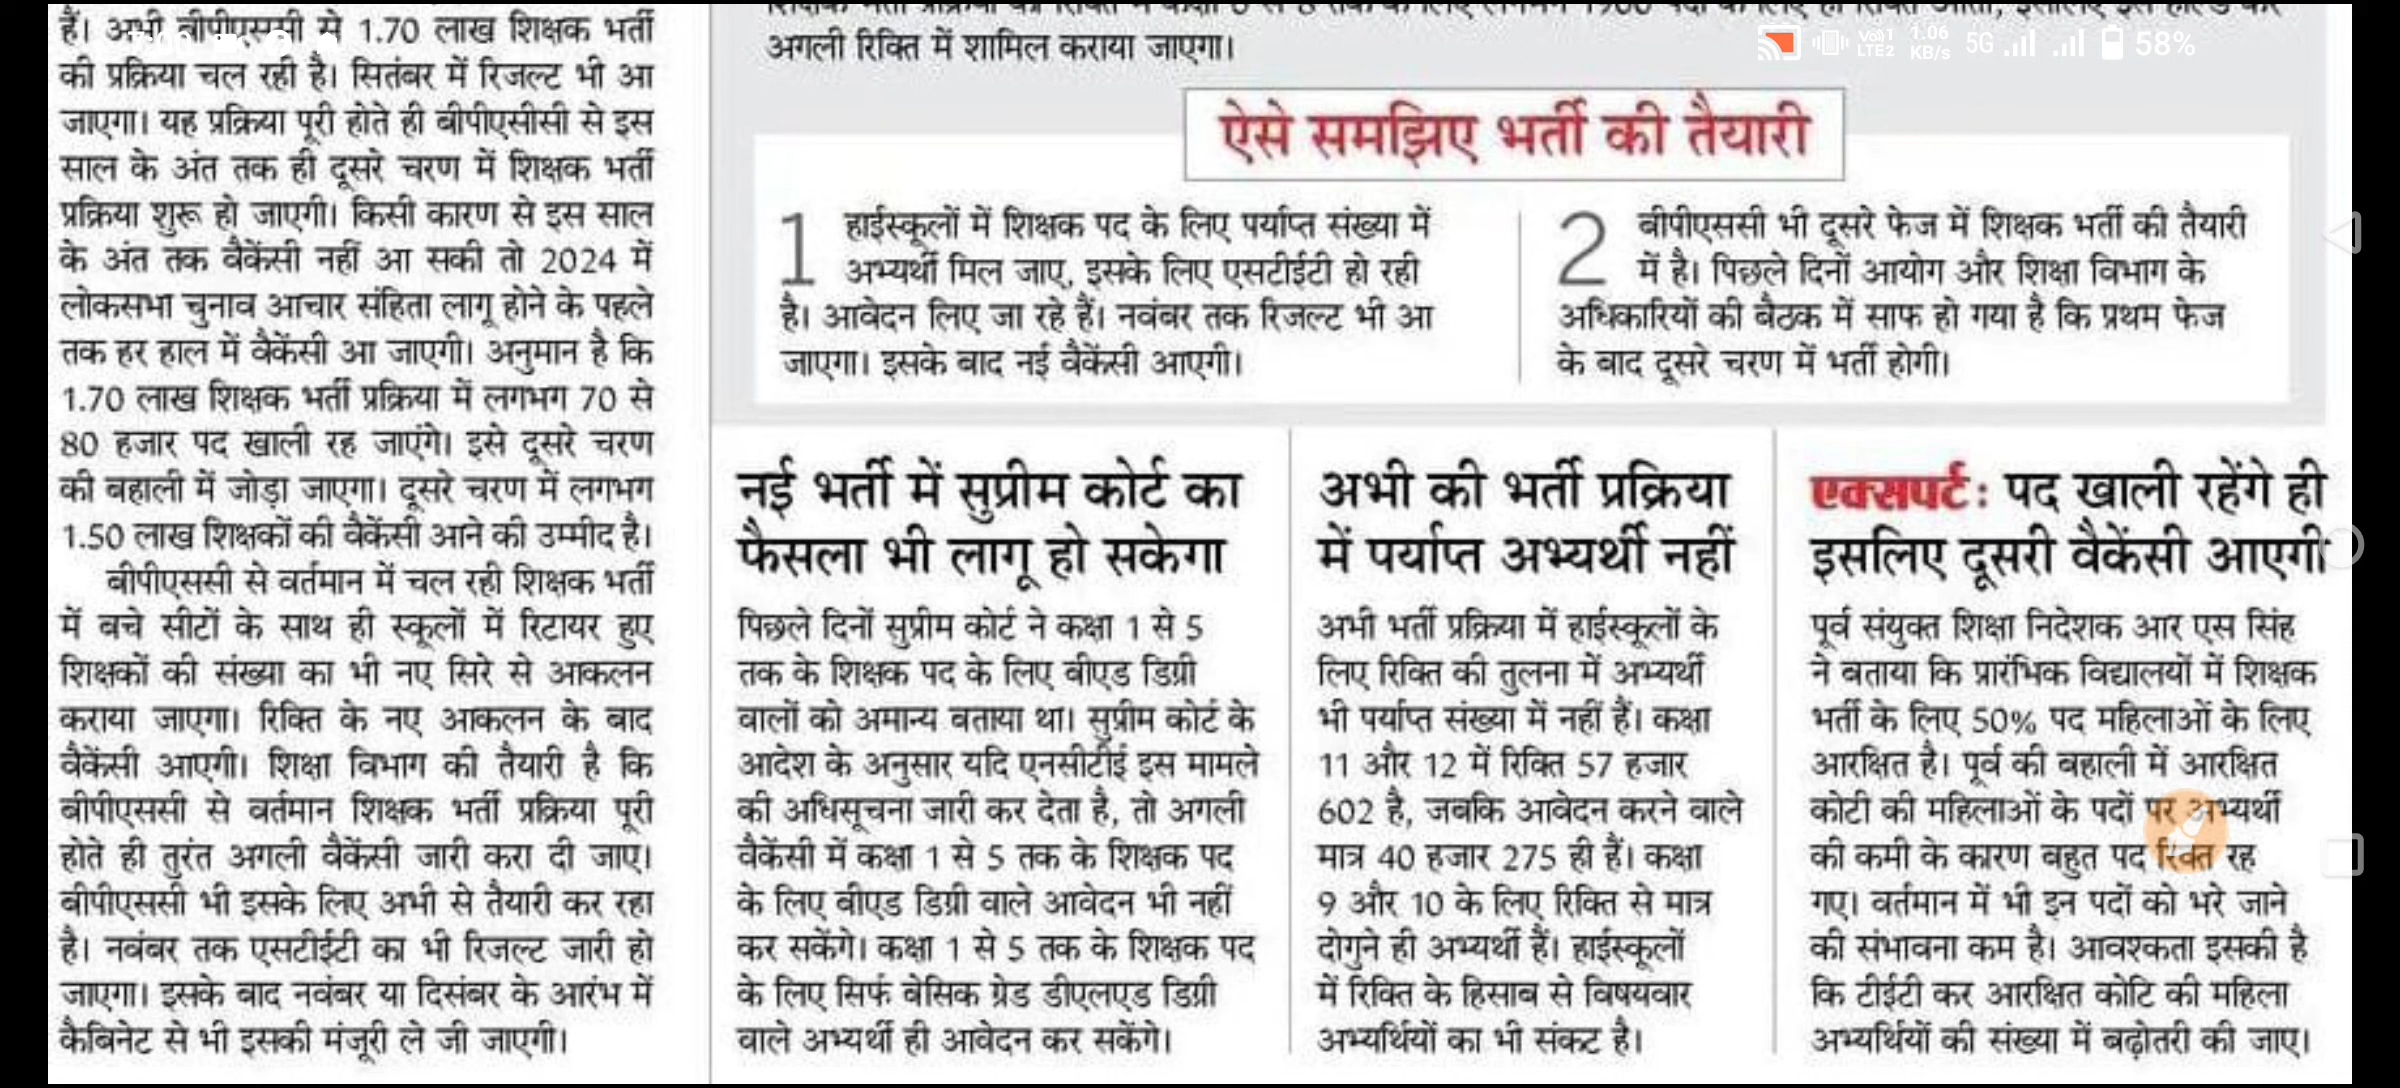 हैं। अभी बीपीएससी से 1.70 लाख शिक्षक भर्ती
की प्रक्रिया चल रही है। सितंबर में रिजल्ट भी आ
जाएगा। यह प्रक्रिया पूरी होते ही बीपीएसीसी से इस
साल के अंत तक ही दूसरे चरण में शिक्षक भर्ती
प्रक्रिया शुरू हो जाएगी। किसी कारण से इस साल
के अंत तक वैकेंसी नहीं आ सकी तो 2024 में
लोकसभा चुनाव आचार संहिता लागू होने के पहले
तक हर हाल में वैकेंसी आ जाएगी। अनुमान है कि
1.70 लाख शिक्षक भर्ती प्रक्रिया में लगभग 70 से
80 हजार पद खाली रह जाएंगे। इसे दूसरे चरण
की बहाली में जोड़ा जाएगा। दूसरे चरण में लगभग
1.50 लाख शिक्षकों की वैकेंसी आने की उम्मीद है।
बीपीएससी से वर्तमान में चल रही शिक्षक भर्ती
में बचे सीटों के साथ ही स्कूलों में रिटायर हुए
शिक्षकों की संख्या का भी नए सिरे से आकलन
कराया जाएगा। रिक्ति के नए आकलन के बाद
वैकेंसी आएगी। शिक्षा विभाग की तैयारी है कि
बीपीएससी से वर्तमान शिक्षक भर्ती प्रक्रिया पूरी
होते ही तुरंत अगली वैकेंसी जारी करा दी जाए।
बीपीएससी भी इसके लिए अभी से तैयारी कर रहा
है। नवंबर तक एसटीईटी का भी रिजल्ट जारी हो
जाएगा। इसके बाद नवंबर या दिसंबर के आरंभ में
कैबिनेट से भी इसकी मंजूरी ले जी जाएगी।
अगली रिक्ति में शामिल कराया जाएगा।
Vo)) 1 LTE2 1.06 KB/s 5G 58%
ऐसे समझिए भर्ती की तैयारी
1 हाईस्कूलों में शिक्षक पद के लिए पर्याप्त संख्या में
अभ्यर्थी मिल जाए, इसके लिए एसटीईटी हो रही
है। आवेदन लिए जा रहे हैं। नवंबर तक रिजल्ट भी आ
जाएगा। इसके बाद नई वैकेंसी आएगी।
2 बीपीएससी भी दूसरे फेज में शिक्षक भर्ती की तैयारी
में है। पिछले दिनों आयोग और शिक्षा विभाग के
अधिकारियों की बैठक में साफ हो गया है कि प्रथम फेज
के बाद दूसरे चरण में भर्ती होगी।
नई भर्ती में सुप्रीम कोर्ट का
फैसला भी लागू हो सकेगा
पिछले दिनों सुप्रीम कोर्ट ने कक्षा 1 से 5
तक के शिक्षक पद के लिए बीएड डिग्री
वालों को अमान्य बताया था। सुप्रीम कोर्ट के
आदेश के अनुसार यदि एनसीटीई इस मामले
की अधिसूचना जारी कर देता है, तो अगली
वैकेंसी में कक्षा 1 से 5 तक के शिक्षक पद
के लिए बीएड डिग्री वाले आवेदन भी नहीं
कर सकेंगे। कक्षा 1 से 5 तक के शिक्षक पद
के लिए सिर्फ बेसिक ग्रेड डीएलएड डिग्री
वाले अभ्यर्थी ही आवेदन कर सकेंगे।
अभी की भर्ती प्रक्रिया
में पर्याप्त अभ्यर्थी नहीं
अभी भर्ती प्रक्रिया में हाईस्कूलों के
लिए रिक्ति की तुलना में अभ्यर्थी
भी पर्याप्त संख्या में नहीं हैं। कक्षा
11 और 12 में रिक्ति 57 हजार
602 है, जबकि आवेदन करने वाले
मात्र 40 हजार 275 ही हैं। कक्षा
9 और 10 के लिए रिक्ति से मात्र
दोगुने ही अभ्यर्थी हैं। हाईस्कूलों
में रिक्ति के हिसाब से विषयवार
अभ्यर्थियों का भी संकट है।
एक्सपर्ट: पद खाली रहेंगे ही
इसलिए दूसरी वैकेंसी आएगी
पूर्व संयुक्त शिक्षा निदेशक आर एस सिंह
ने बताया कि प्रारंभिक विद्यालयों में शिक्षक
भर्ती के लिए 50% पद महिलाओं के लिए
आरक्षित है। पूर्व की बहाली में आरक्षित
कोटी की महिलाओं के पदों पर अभ्यर्थी
की कमी के कारण बहुत पद रिक्त रह
गए। वर्तमान में भी इन पदों को भरे जाने
की संभावना कम है। आवश्कता इसकी है
कि टीईटी कर आरक्षित कोटि की महिला
अभ्यर्थियों की संख्या में बढ़ोतरी की जाए।